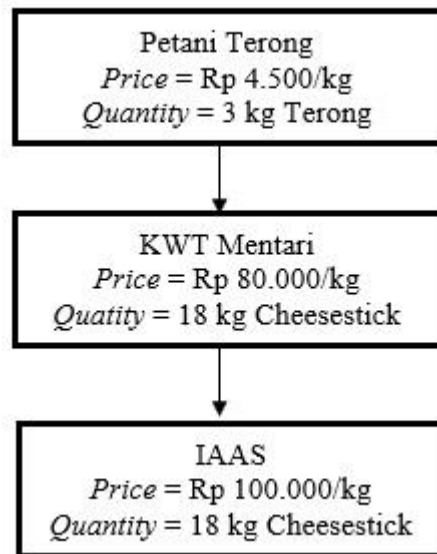 Petani Terong
Price = Rp 4.500/kg
Quantity = 3 kg Terong
KWT Mentari
Price = Rp 80.000/kg
Quatity = 18 kg Cheesestick
IAAS
Price = Rp 100.000/kg
Quantity = 18 kg Cheesestick